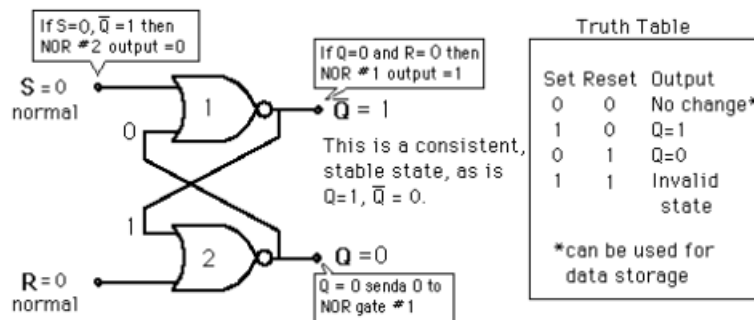 If S=0, Q̅ =1 then
NOR #2 output =0
If Q=0 and R= 0 then
NOR #1 output =1
S = 0
normal
1
0
Q̅ = 1
This is a consistent,
stable state, as is
Q=1, Q̅ = 0.
1
2
Q = 0
R = 0
normal
Q = 0 senda 0 to
NOR gate #1
Truth Table
Set Reset Output
0 0 No change*
1 0 Q=1
0 1 Q=0
1 1 Invalid
state
*can be used for
data storage